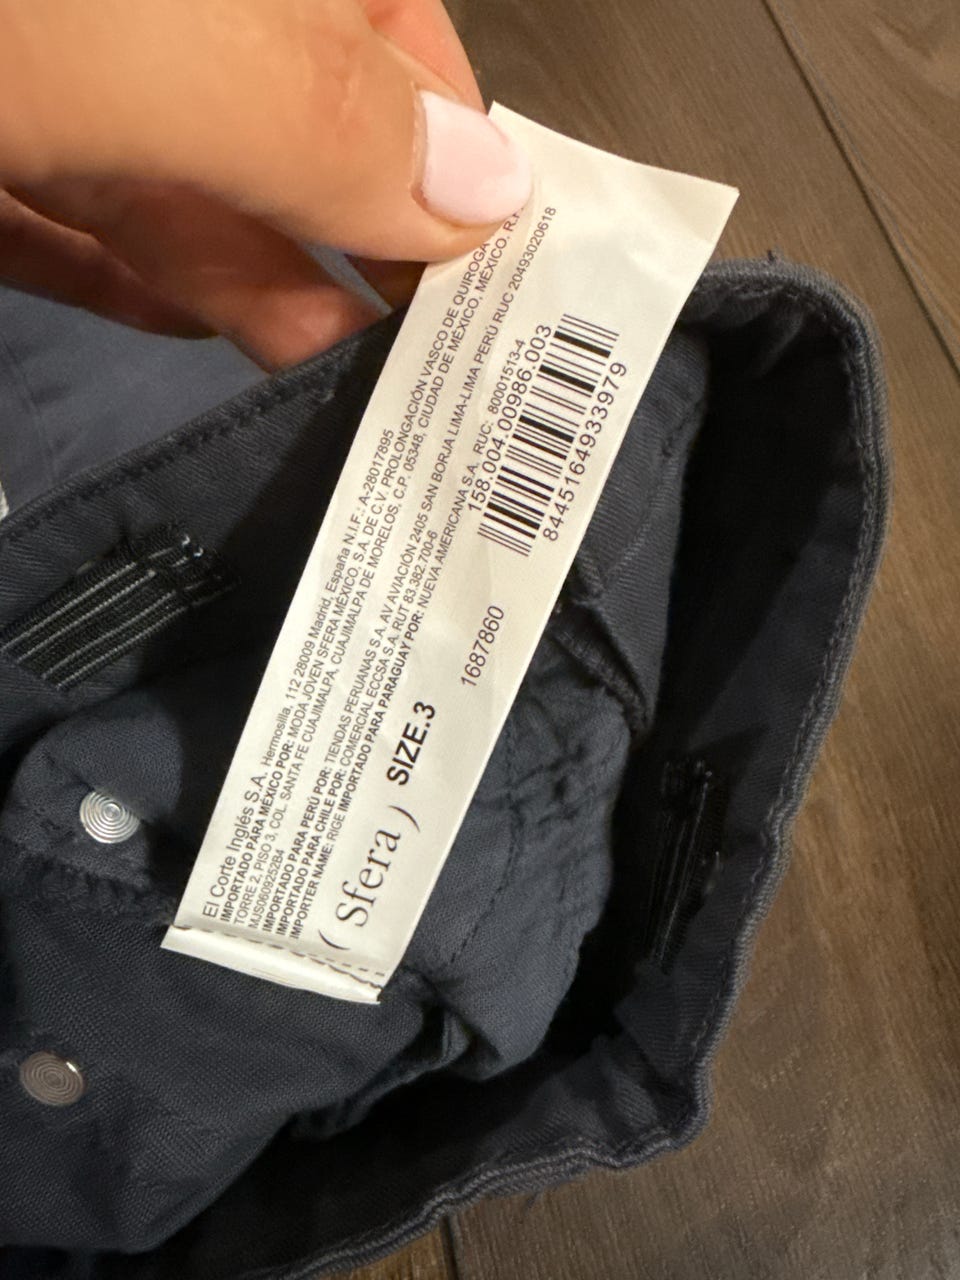 El Corte Inglés S.A. Hermosilla, 112 28009 Madrid, España N.I.F.: A-28017895
IMPORTADO PARA MÉXICO POR: MODA JOVEN SFERA MÉXICO, S.A. DE C.V. PROLONGACIÓN VASCO DE QUIROGA
TORRE 2, PISO 3, COL. SANTA FE CUAJIMALPA, CUAJIMALPA DE MORELOS, C.P. 05348, CIUDAD DE MÉXICO, MÉXICO. R.F.
MJS0609252B4
IMPORTADO PARA PERÚ POR: TIENDAS PERUANAS S.A. AV AVIACIÓN 2405 SAN BORJA LIMA-LIMA PERÚ RUC 20493020618
IMPORTADO PARA CHILE POR: COMERCIAL ECCSA S.A. RUT 83.382.700-6
IMPORTER NAME: RIGE IMPORTADO PARA PARAGUAY POR: NUEVA AMERICANA S.A. RUC: 80001513-4
( Sfera )
SIZE.3
1687860
158.004.00986.003
8445164933979